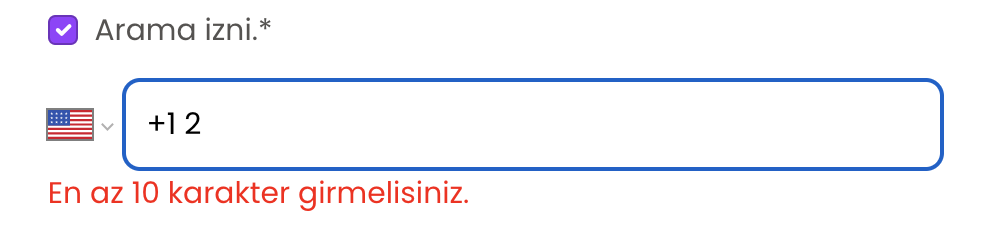 Arama izni.*
+1 2
En az 10 karakter girmelisiniz.